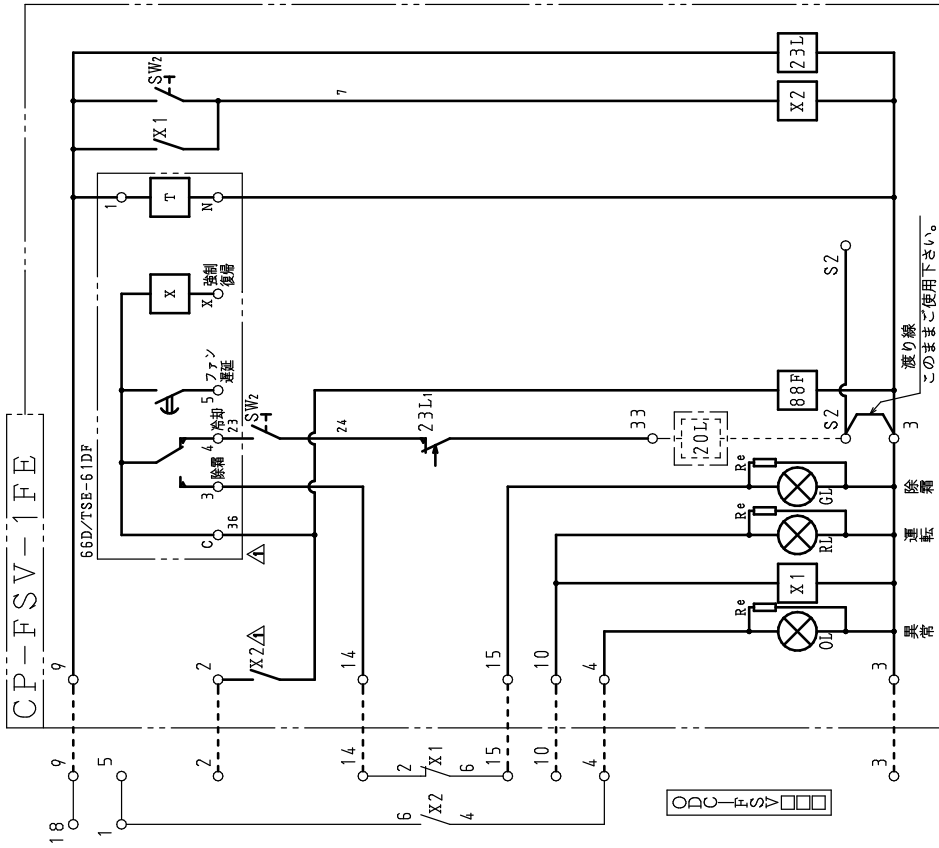 CP-FSV-1FE
66D/TSE-61DF
9
9
18
1
5
SW2
X1
7
23L
X2
1
T
N
X
X
強制
復帰
5
ファン
遅延
4
冷却
23
SW2
24
23L1
33
20L
S2
S2
88F
3
除霜
C
36
1
2
2
X2
1
14
14
2
X1
6
15
15
10
10
6
X2
4
4
4
3
3
3
Re
GL
除霜
Re
RL
運転
X1
Re
OL
異常
渡り線
このままご使用下さい。
ODC-FSV□□□